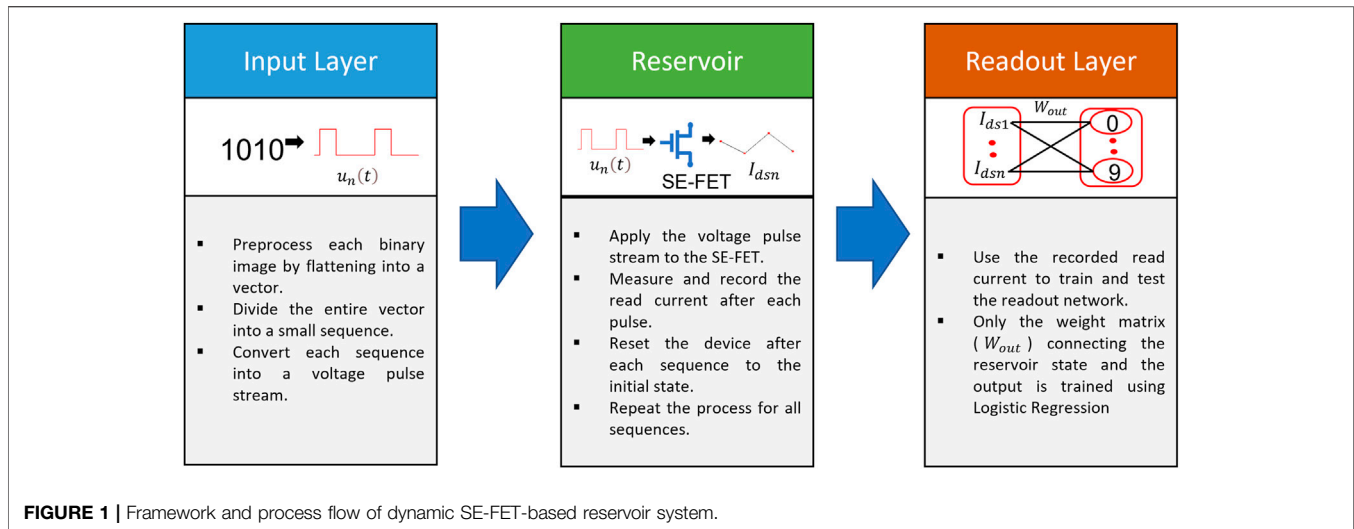 Input Layer
1010
u_n(t)
▪ Preprocess each binary
image by flattening into a
vector.
▪ Divide the entire vector
into a small sequence.
▪ Convert each sequence
into a voltage pulse
stream.
Reservoir
u_n(t)
SE-FET
I_dsn
▪ Apply the voltage pulse
stream to the SE-FET.
▪ Measure and record the
read current after each
pulse.
▪ Reset the device after
each sequence to the
initial state.
▪ Repeat the process for all
sequences.
Readout Layer
W_out
I_ds1
0
I_dsn
9
▪ Use the recorded read
current to train and test
the readout network.
▪ Only the weight matrix
( W_out ) connecting the
reservoir state and the
output is trained using
Logistic Regression
FIGURE 1 | Framework and process flow of dynamic SE-FET-based reservoir system.